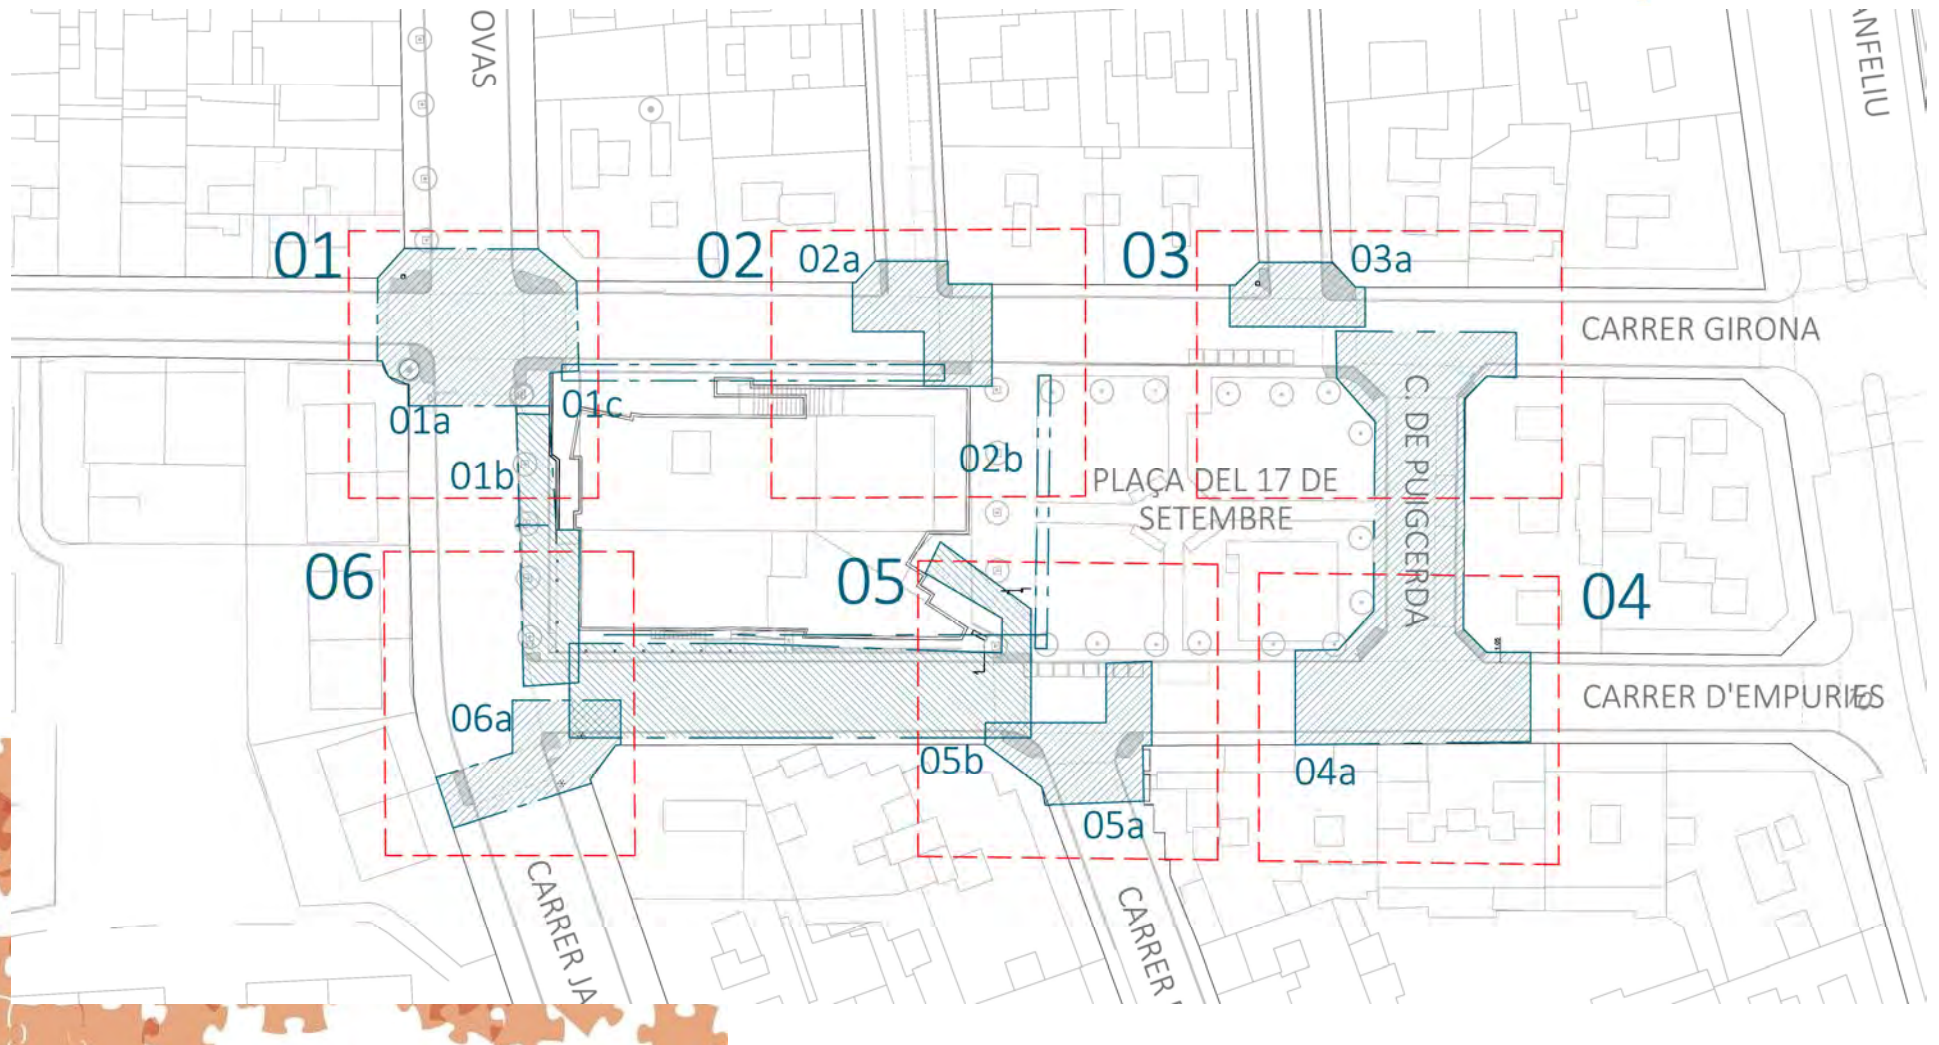 OVAS
ANFELIU
01
02
02a
03
03a
CARRER GIRONA
01a
01c
01b
02b
PLAÇA DEL 17 DE
SETEMBRE
C. DE PUIGCERDA
06
05
04
CARRER D'EMPURIES
06a
05b
04a
05a
CARRER JA
CARRER